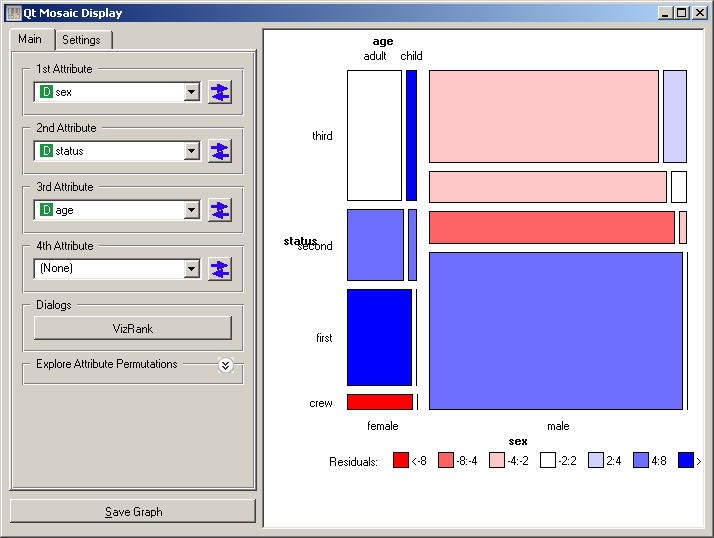 Qt Mosaic Display
Main Settings
1st Attribute
D sex
2nd Attribute
D status
3rd Attribute
D age
4th Attribute
(None)
Dialogs
VizRank
Explore Attribute Permutations
Save Graph
age
adult child
third
status
second
first
crew
female male
sex
Residuals: <-8 -8:-4 -4:-2 -2:2 2:4 4:8 >